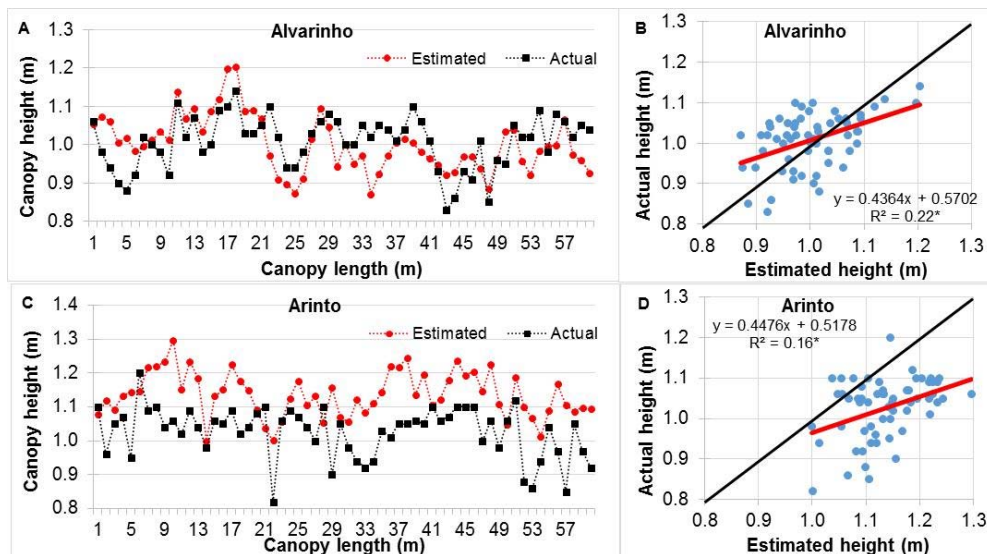 A
Alvarinho
Estimated
Actual
Canopy height (m)
1.3
1.2
1.1
1.0
0.9
0.8
1 5 9 13 17 21 25 29 33 37 41 45 49 53 57
Canopy length (m)
B
Alvarinho
Actual height (m)
1.3
1.2
1.1
1.0
0.9
0.8
y = 0.4364x + 0.5702
R² = 0.22*
0.8 0.9 1.0 1.1 1.2 1.3
Estimated height (m)
C
Arinto
Estimated
Actual
Canopy height (m)
1.4
1.3
1.2
1.1
1.0
0.9
0.8
1 5 9 13 17 21 25 29 33 37 41 45 49 53 57
Canopy length (m)
D
Arinto
y = 0.4476x + 0.5178
R² = 0.16*
Actual height (m)
1.3
1.2
1.1
1.0
0.9
0.8
0.8 0.9 1.0 1.1 1.2 1.3
Estimated height (m)